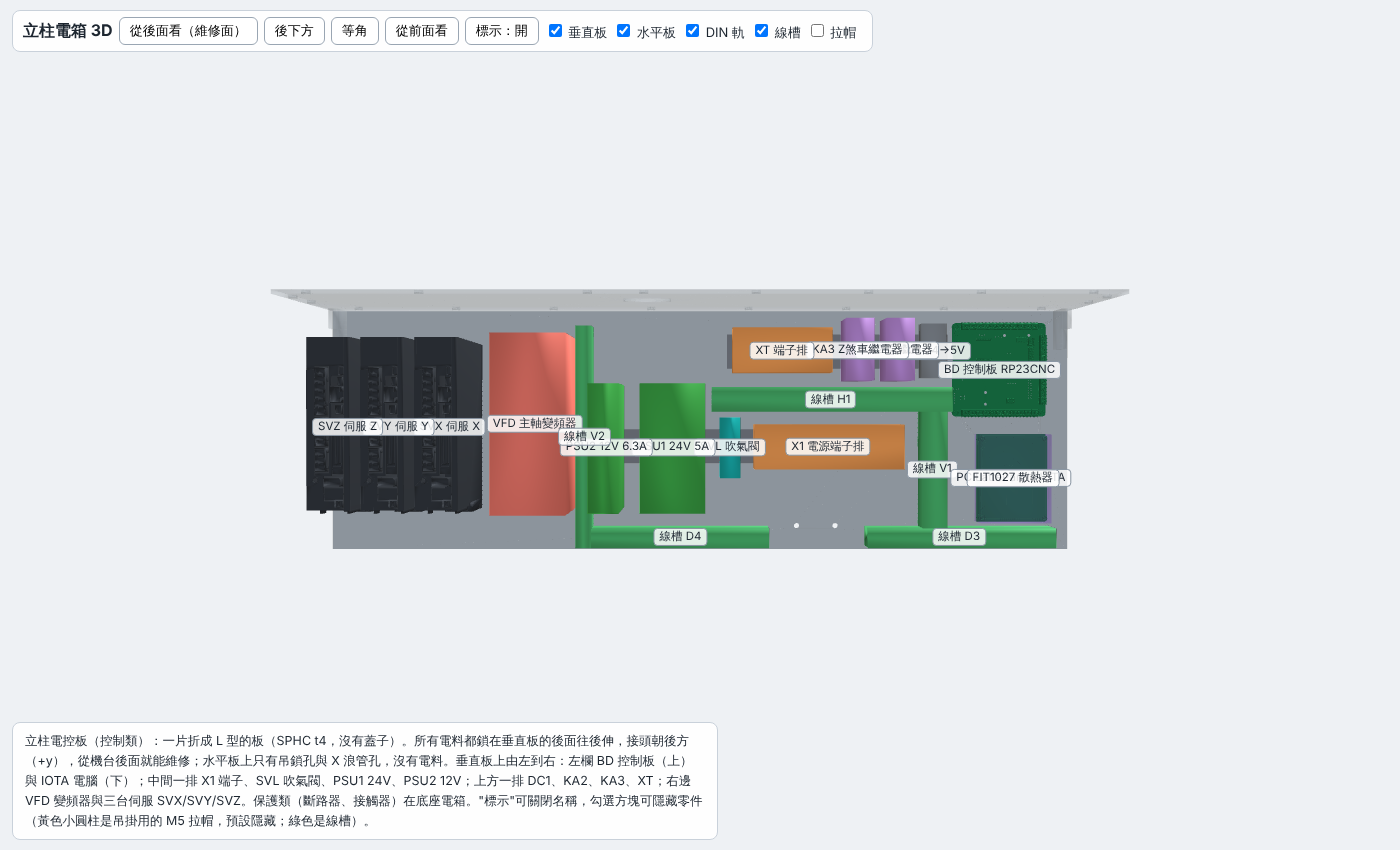 立柱電箱 3D
從後面看（維修面）
後下方
等角
從前面看
標示：開
垂直板
水平板
DIN 軌
線槽
拉帽
XT 端子排
KA3 Z煞車繼電器
電器
→5V
BD 控制板 RP23CNC
線槽 H1
SVZ 伺服 Z
Y 伺服 Y
X 伺服 X
VFD 主軸變頻器
線槽 V2
PSU2 12V 6.3A
U1 24V 5A
L 吹氣閥
X1 電源端子排
線槽 V1
FIT1027 散熱器
A
線槽 D4
線槽 D3
立柱電控板（控制類）：一片折成 L 型的板（SPHC t4，沒有蓋子）。所有電料都鎖在垂直板的後面往後伸，接頭朝後方
（+y），從機台後面就能維修；水平板上只有吊鎖孔與 X 浪管孔，沒有電料。垂直板上由左到右：左欄 BD 控制板（上）
與 IOTA 電腦（下）；中間一排 X1 端子、SVL 吹氣閥、PSU1 24V、PSU2 12V；上方一排 DC1、KA2、KA3、XT；右邊
VFD 變頻器與三台伺服 SVX/SVY/SVZ。保護類（斷路器、接觸器）在底座電箱。"標示"可關閉名稱，勾選方塊可隱藏零件
（黃色小圓柱是吊掛用的 M5 拉帽，預設隱藏；綠色是線槽）。